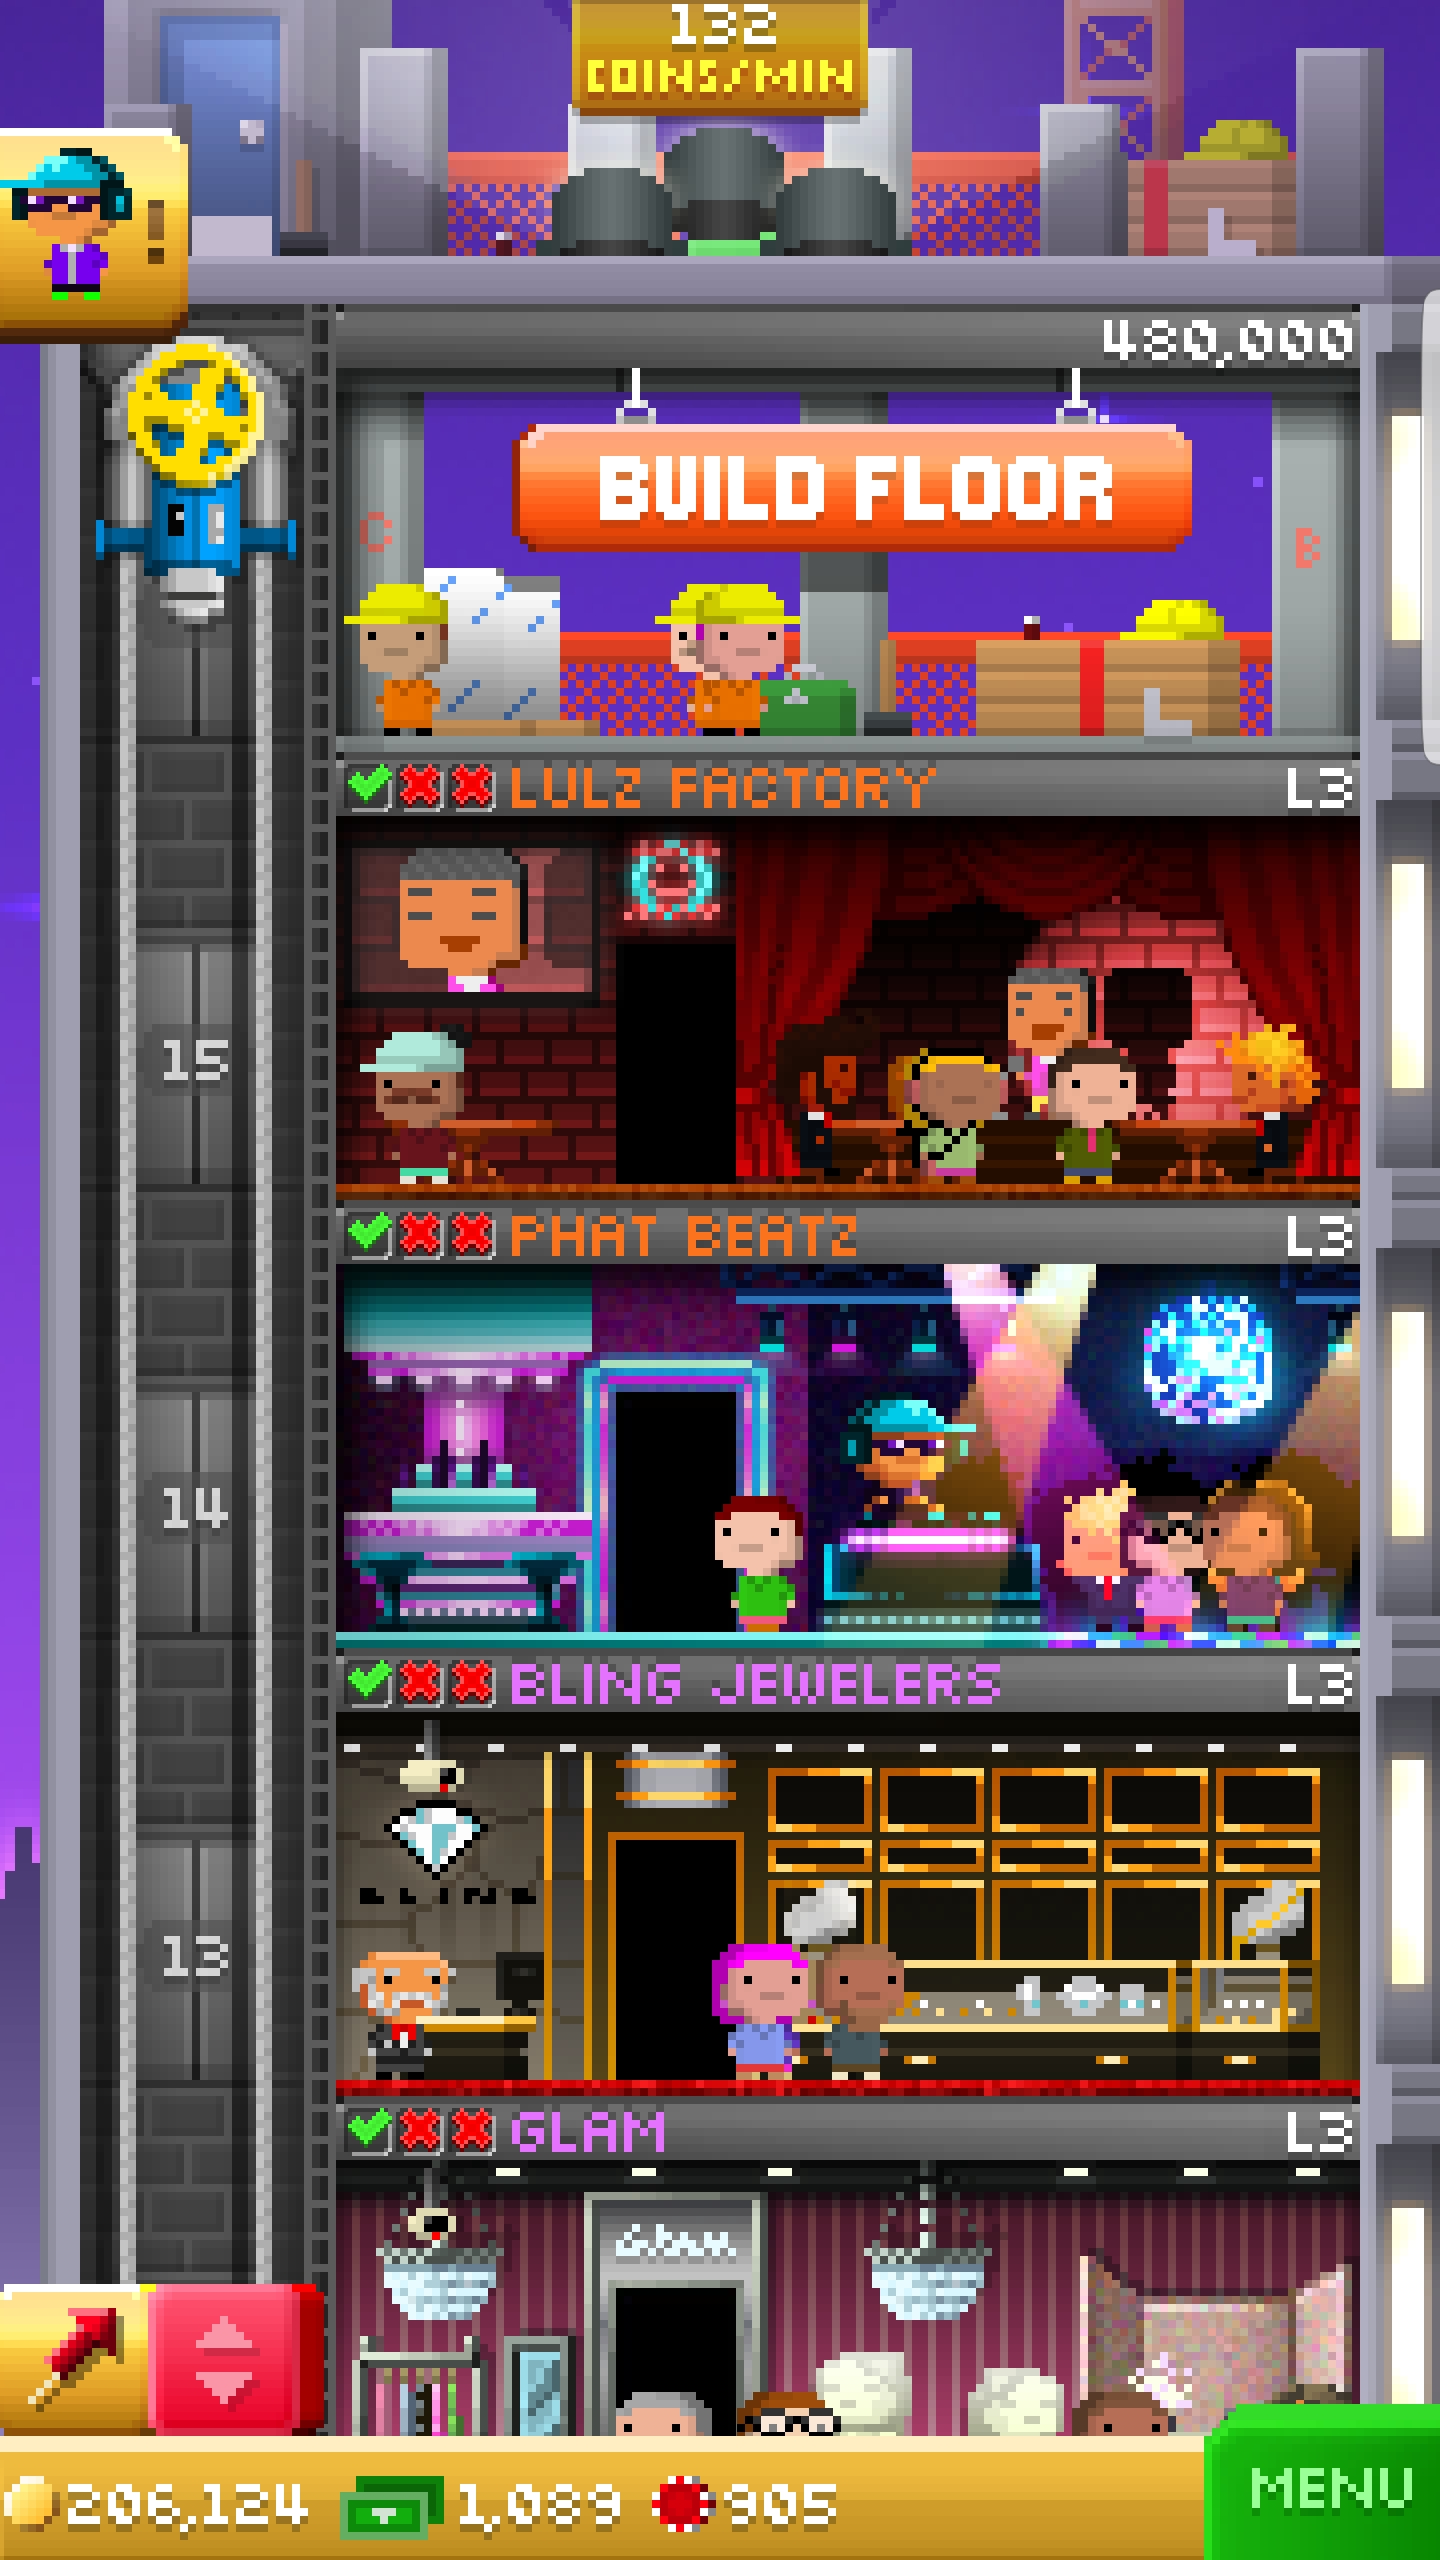 132
COINS/MIN
!
480,000
BUILD FLOOR
C
B
LULZ FACTORY L3
15
PHAT BEATZ L3
14
BLING JEWELERS L3
BLING
13
GLAM L3
Glam
206,124 1,089 905
MENU